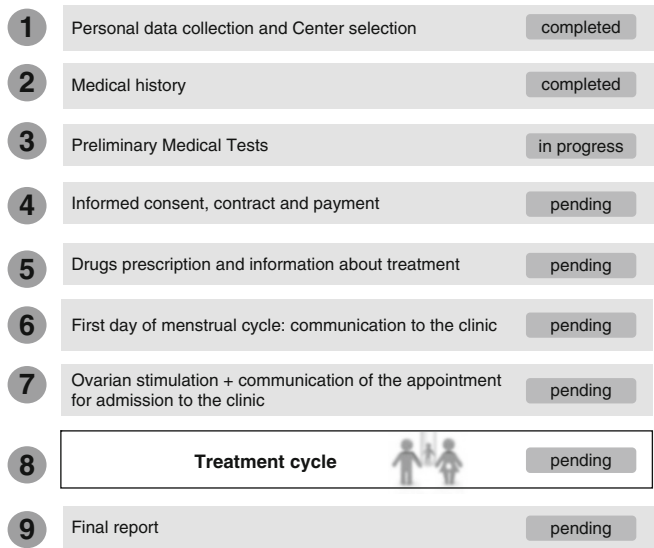 1 Personal data collection and Center selection completed
2 Medical history completed
3 Preliminary Medical Tests in progress
4 Informed consent, contract and payment pending
5 Drugs prescription and information about treatment pending
6 First day of menstrual cycle: communication to the clinic pending
7 Ovarian stimulation + communication of the appointment
for admission to the clinic pending
8 Treatment cycle pending
9 Final report pending